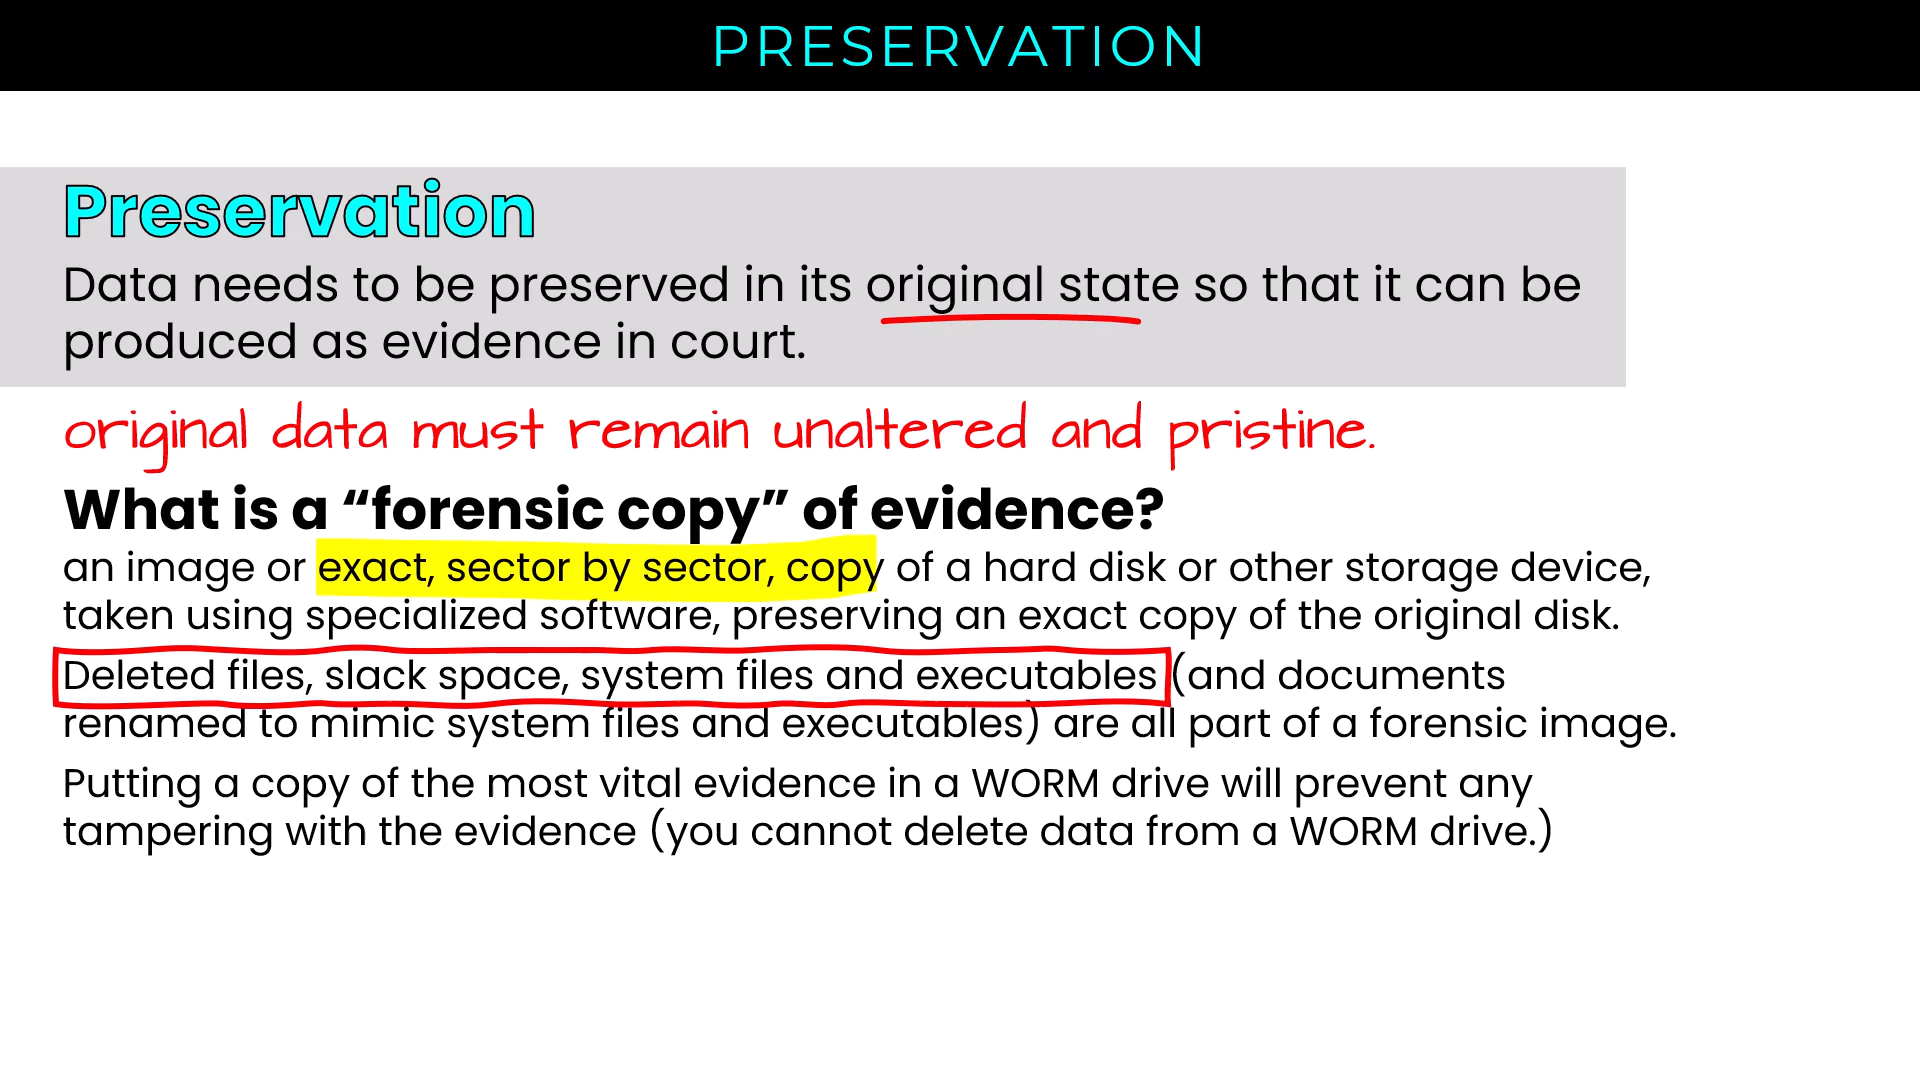 PRESERVATION
Preservation
Data needs to be preserved in its original state so that it can be
produced as evidence in court.
original data must remain unaltered and pristine.
What is a “forensic copy” of evidence?
an image or exact, sector by sector, copy of a hard disk or other storage device,
taken using specialized software, preserving an exact copy of the original disk.
Deleted files, slack space, system files and executables (and documents
renamed to mimic system files and executables) are all part of a forensic image.
Putting a copy of the most vital evidence in a WORM drive will prevent any
tampering with the evidence (you cannot delete data from a WORM drive.)